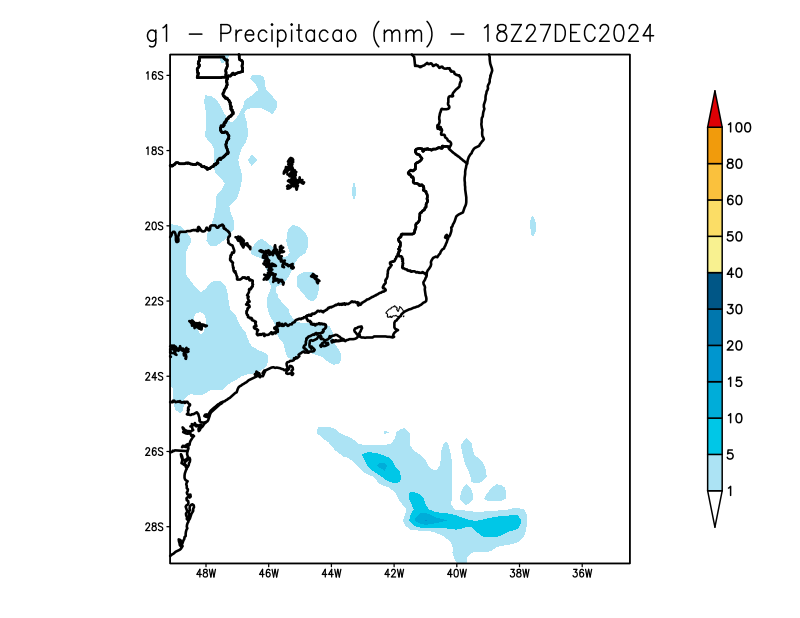 g1 – Precipitacao (mm) – 18Z27DEC2024
16S
18S
20S
22S
24S
26S
28S
48W 46W 44W 42W 40W 38W 36W
100
80
60
50
40
30
20
15
10
5
1